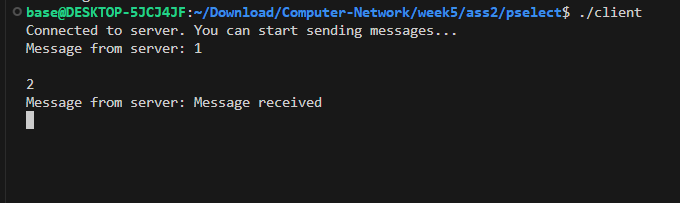 base@DESKTOP-5JCJ4JF:~/Download/Computer-Network/week5/ass2/pselect$ ./client
Connected to server. You can start sending messages...
Message from server: 1
2
Message from server: Message received